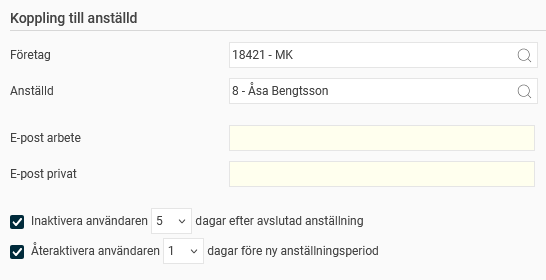 Koppling till anställd
Företag 18421 - MK
Anställd 8 - Åsa Bengtsson
E-post arbete
E-post privat
Inaktivera användaren 5 dagar efter avslutad anställning
Återaktivera användaren 1 dagar före ny anställningsperiod